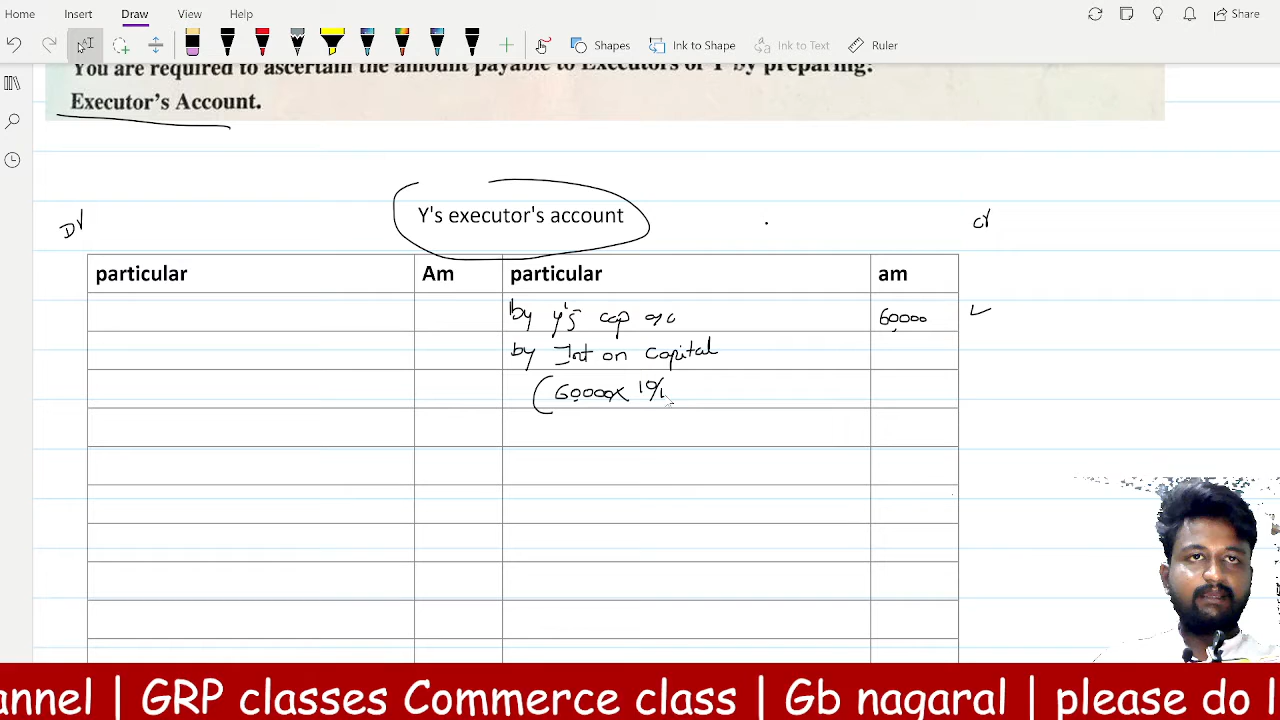 Home Insert Draw View Help Share
Shapes Ink to Shape Ink to Text Ruler
You are required to ascertain the amount payable to Executors of Y by preparing:
Executor's Account.
Dr Y's executor's account Cr
particular Am particular am
by Y's cap a/c 60000
by Int on capital
(60000x 10/
annel | GRP classes Commerce class | Gb nagaral | please do l